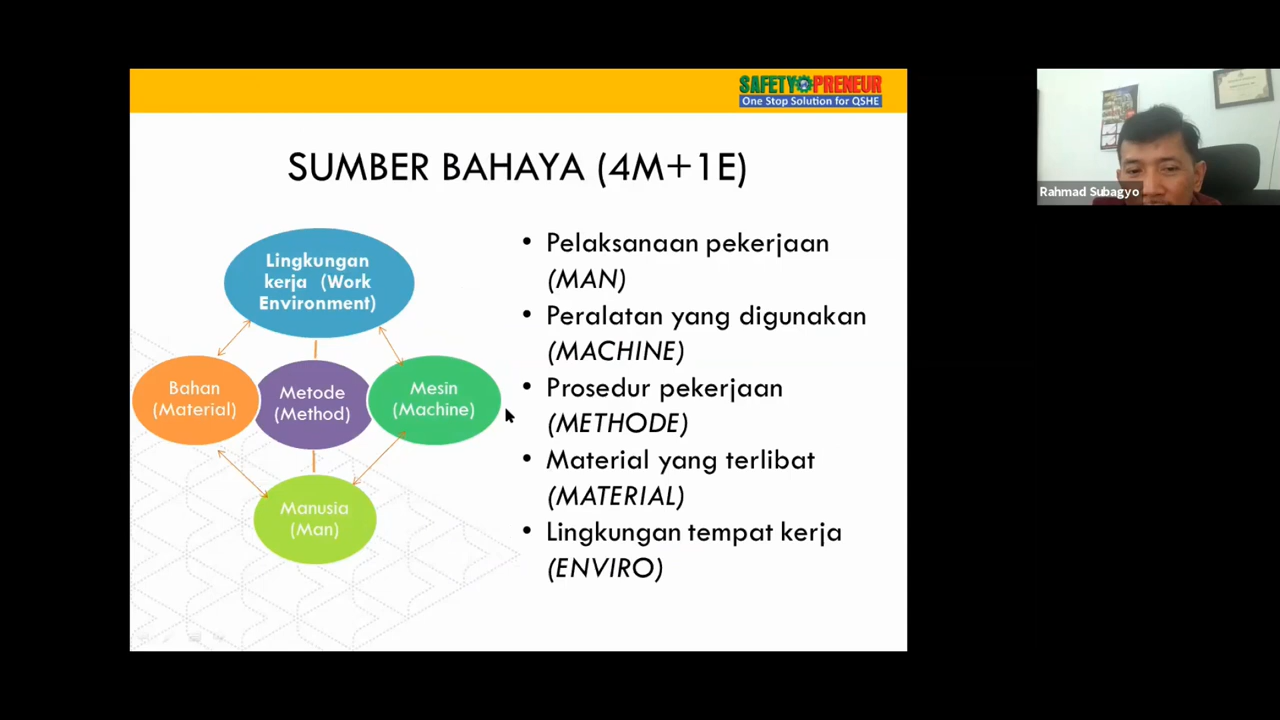 SAFETYPRENEUR
One Stop Solution for QSHE
SUMBER BAHAYA (4M+1E)
Lingkungan
kerja (Work
Environment)
Bahan
(Material)
Metode
(Method)
Mesin
(Machine)
Manusia
(Man)
• Pelaksanaan pekerjaan
(MAN)
• Peralatan yang digunakan
(MACHINE)
• Prosedur pekerjaan
(METHODE)
• Material yang terlibat
(MATERIAL)
• Lingkungan tempat kerja
(ENVIRO)
Rahmad Subagyo